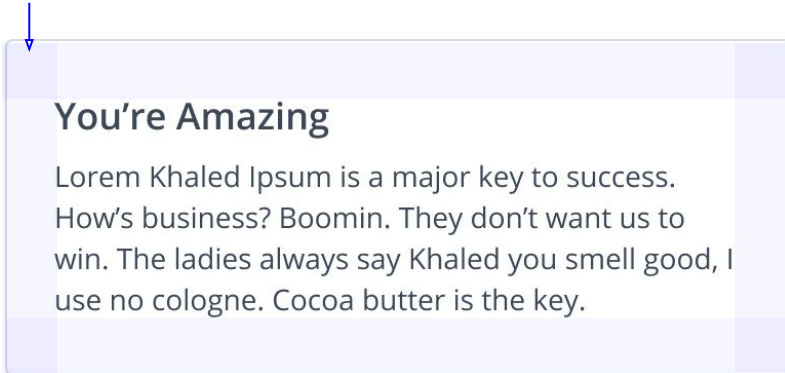 You’re Amazing
Lorem Khaled Ipsum is a major key to success.
How’s business? Boomin. They don’t want us to
win. The ladies always say Khaled you smell good, I
use no cologne. Cocoa butter is the key.